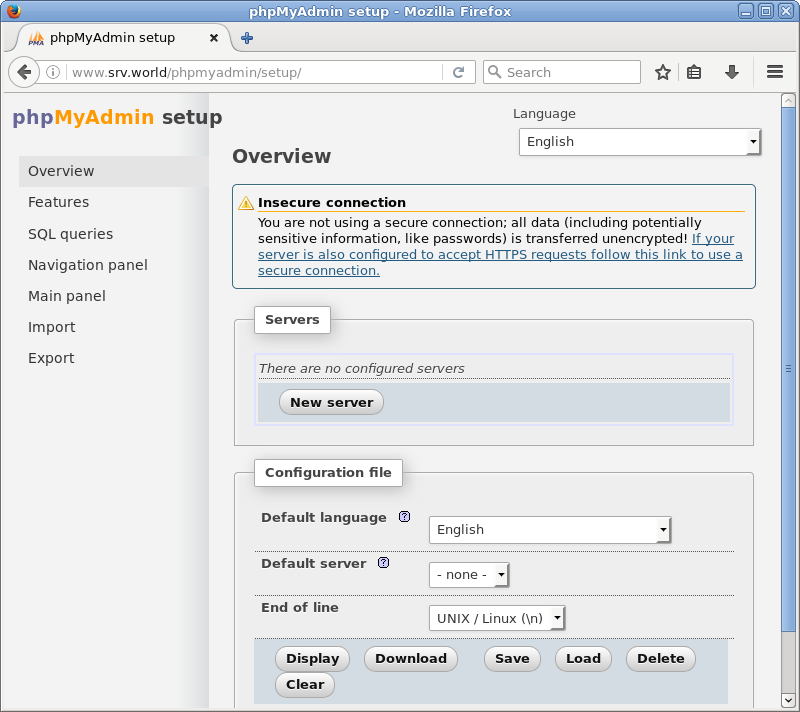 phpMyAdmin setup - Mozilla Firefox
PMA phpMyAdmin setup
www.srv.world/phpmyadmin/setup/
Search
phpMyAdmin setup
Language
English
Overview
Overview
Features
SQL queries
Navigation panel
Main panel
Import
Export
Insecure connection
You are not using a secure connection; all data (including potentially
sensitive information, like passwords) is transferred unencrypted! If your
server is also configured to accept HTTPS requests follow this link to use a
secure connection.
Servers
There are no configured servers
New server
Configuration file
Default language ?
English
Default server ?
- none -
End of line
UNIX / Linux (\n)
Display Download Save Load Delete
Clear